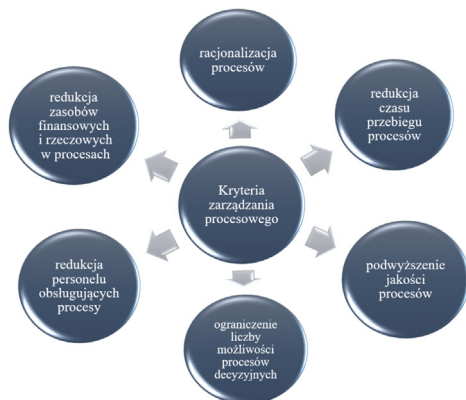 racjonalizacja
procesów
redukcja
czasu
przebiegu
procesów
podwyższenie
jakości
procesów
ograniczenie
liczby
możliwości
procesów
decyzyjnych
redukcja
personelu
obsługujących
procesy
redukcja
zasobów
finansowych
i rzeczowych
w procesach
Kryteria
zarządzania
procesowego